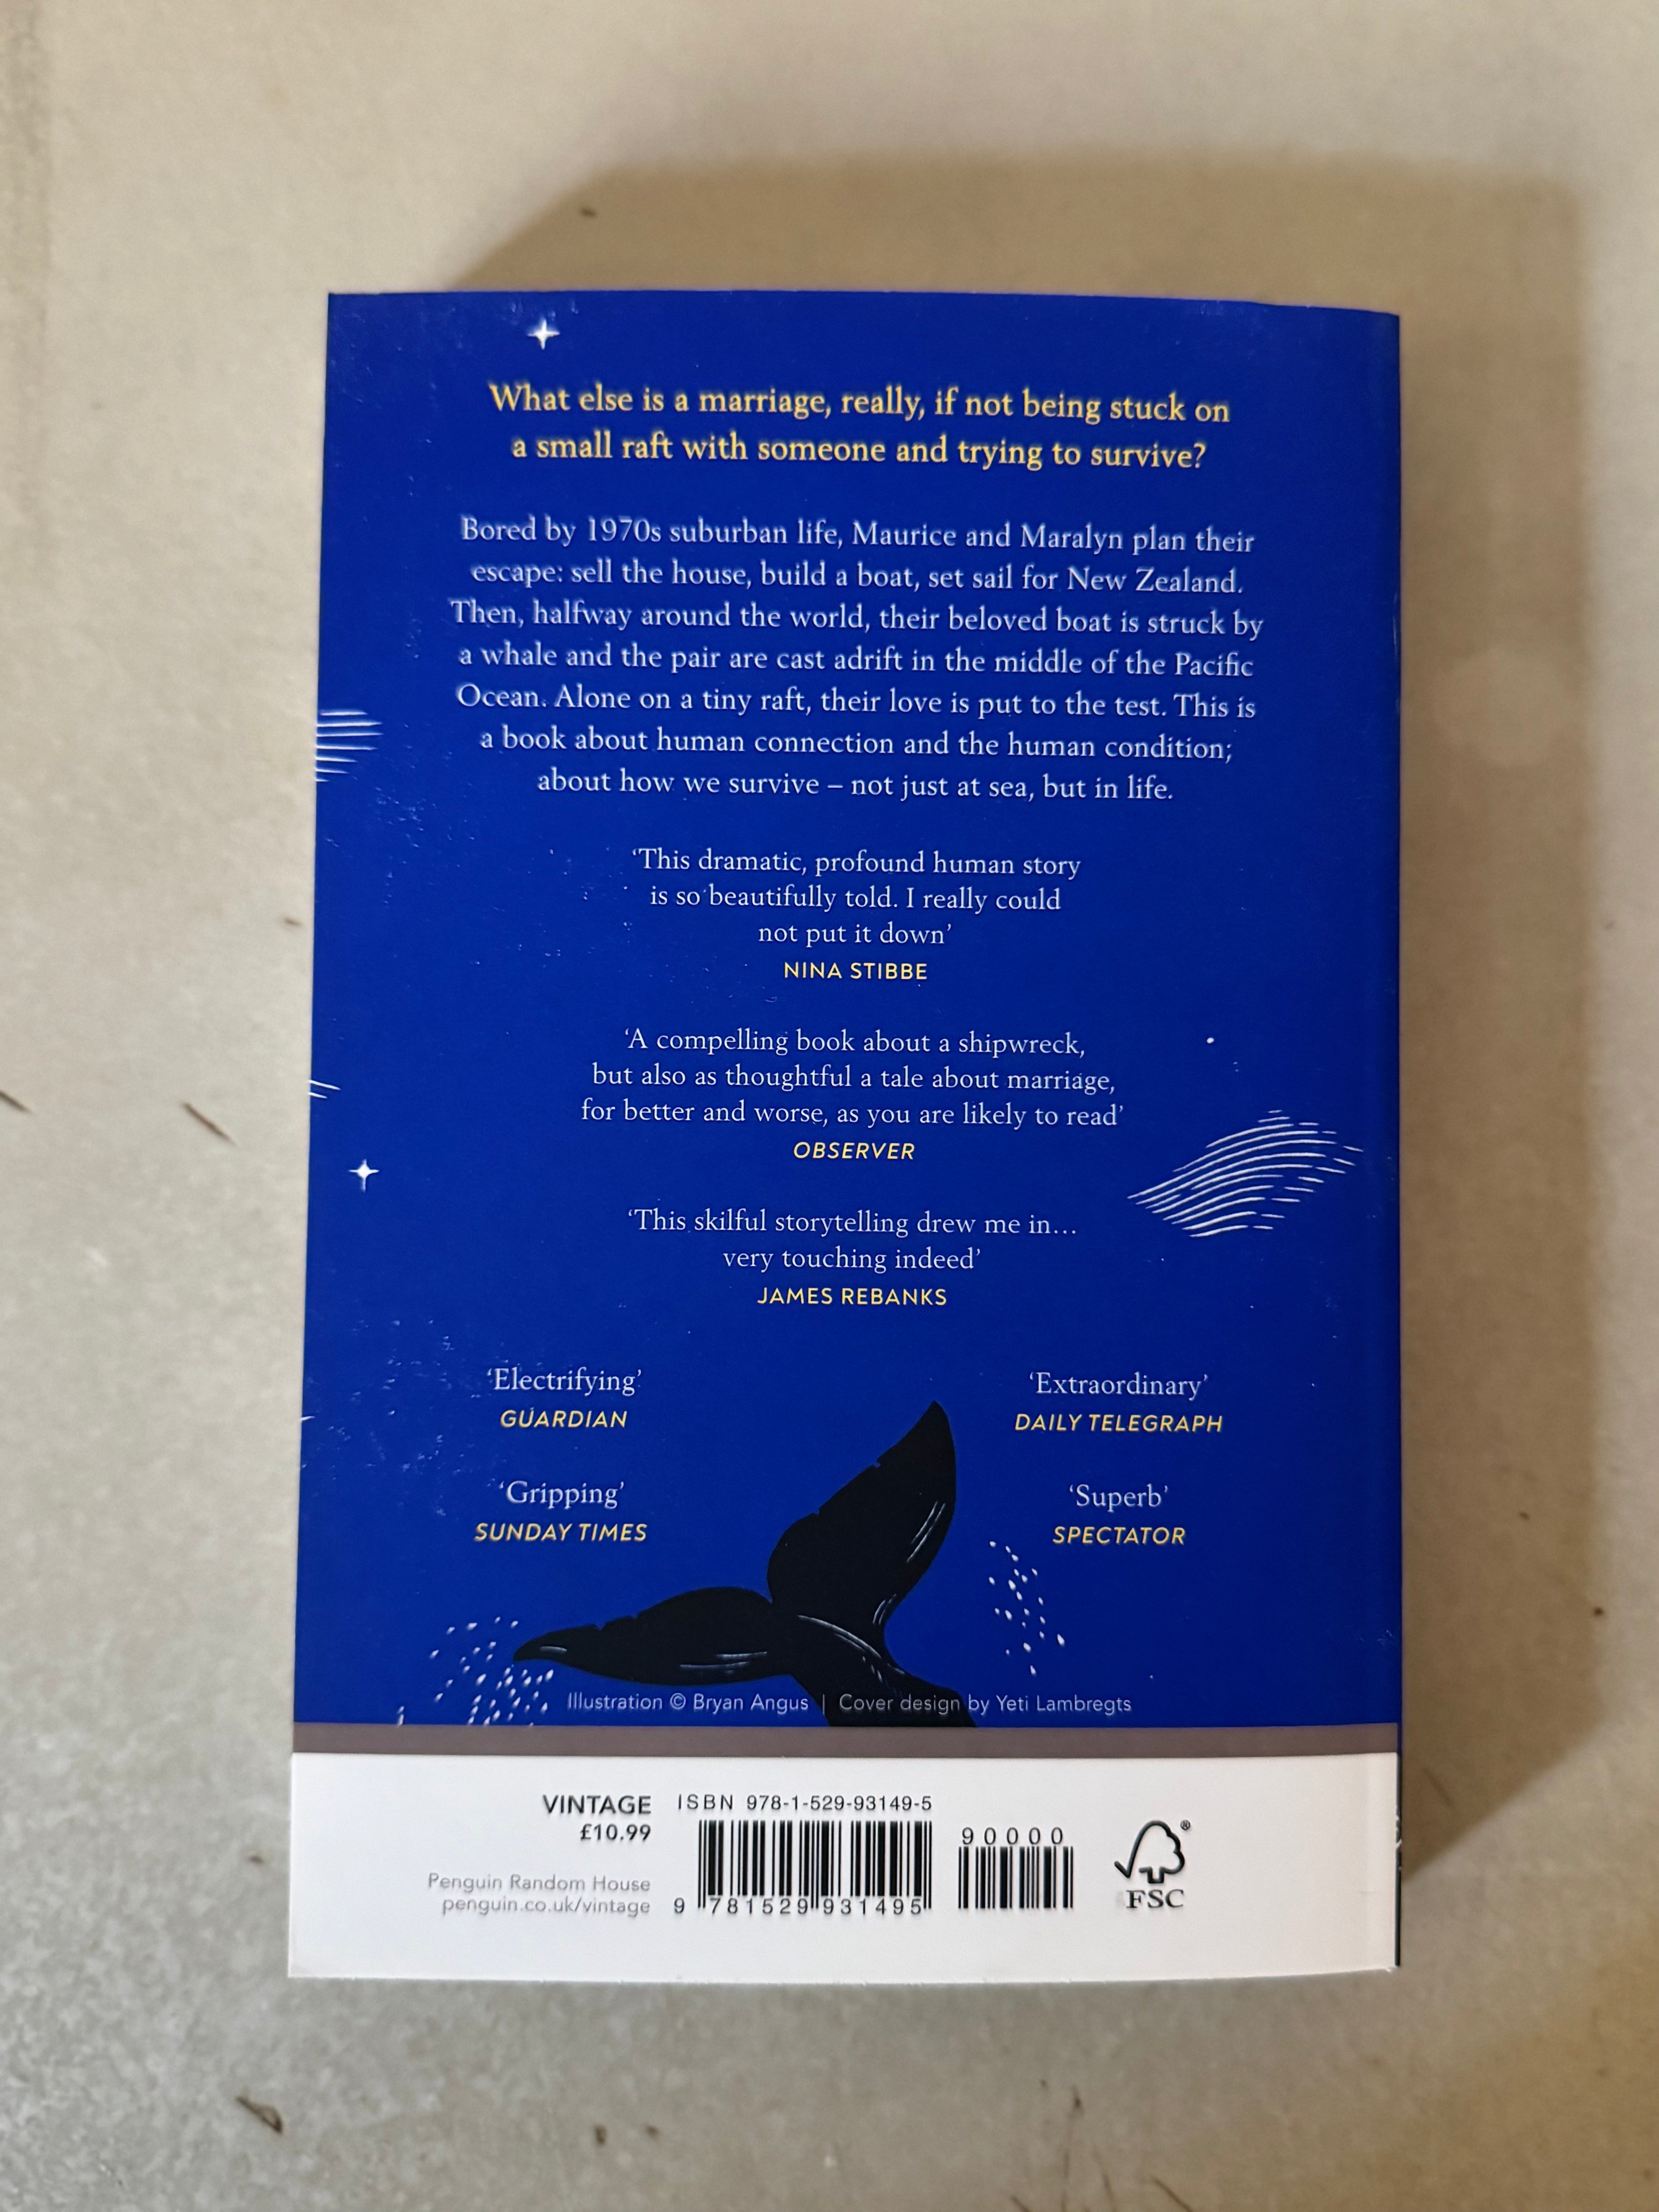 What else is a marriage, really, if not being stuck on
a small raft with someone and trying to survive?
Bored by 1970s suburban life, Maurice and Maralyn plan their
escape: sell the house, build a boat, set sail for New Zealand.
Then, halfway around the world, their beloved boat is struck by
a whale and the pair are cast adrift in the middle of the Pacific
Ocean. Alone on a tiny raft, their love is put to the test. This is
a book about human connection and the human condition;
about how we survive – not just at sea, but in life.
‘This dramatic, profound human story
is so beautifully told. I really could
not put it down’
NINA STIBBE
‘A compelling book about a shipwreck,
but also as thoughtful a tale about marriage,
for better and worse, as you are likely to read’
OBSERVER
‘This skilful storytelling drew me in…
very touching indeed’
JAMES REBANKS
‘Electrifying’
GUARDIAN
‘Extraordinary’
DAILY TELEGRAPH
‘Gripping’
SUNDAY TIMES
‘Superb’
SPECTATOR
Illustration © Bryan Angus | Cover design by Yeti Lambregts
VINTAGE
£10.99
Penguin Random House
penguin.co.uk/vintage
ISBN 978-1-529-93149-5
9 781529 931495
90000
®
FSC